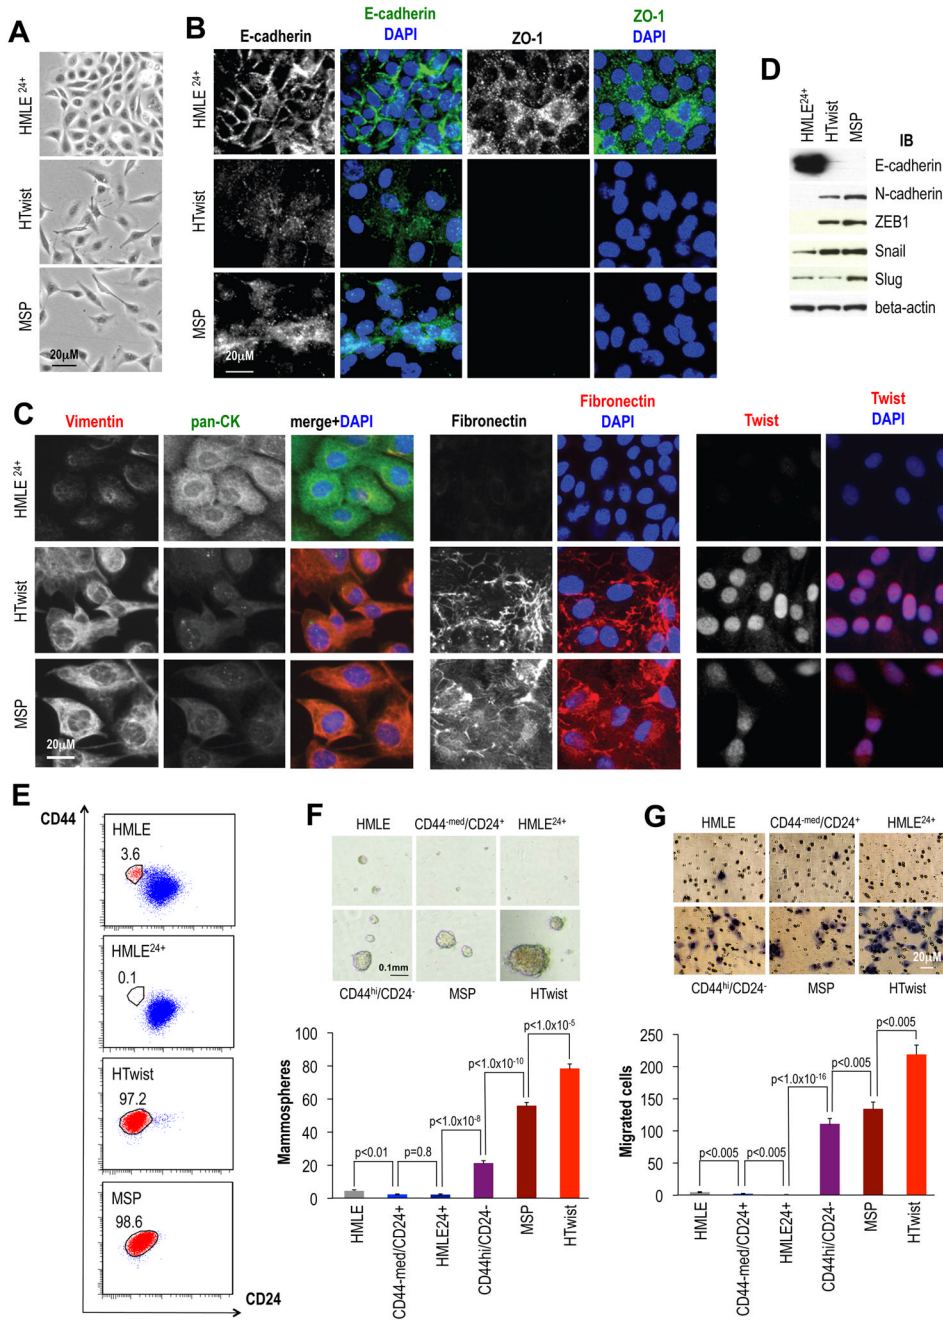 A
HMLE 24+
HTwist
MSP
20µM
B
E-cadherin
E-cadherin
DAPI
ZO-1
ZO-1
DAPI
HMLE 24+
HTwist
MSP
20µM
D
HMLE24+
HTwist
MSP
IB
E-cadherin
N-cadherin
ZEB1
Snail
Slug
beta-actin
C
Vimentin
pan-CK
merge+DAPI
Fibronectin
Fibronectin
DAPI
Twist
Twist
DAPI
HMLE 24+
HTwist
MSP
20µM
E
CD44
HMLE
3.6
HMLE24+
0.1
HTwist
97.2
MSP
98.6
CD24
F
HMLE
CD44-med/CD24+
HMLE24+
0.1mm
CD44hi/CD24-
MSP
HTwist
Mammospheres
100
80
60
40
20
0
p<0.01
p=0.8
p<1.0x10-8
p<1.0x10-10
p<1.0x10-5
HMLE
CD44-med/CD24+
HMLE24+
CD44hi/CD24-
MSP
HTwist
G
HMLE
CD44-med/CD24+
HMLE24+
20µM
CD44hi/CD24-
MSP
HTwist
Migrated cells
250
200
150
100
50
0
p<0.005
p<0.005
p<1.0x10-16
p<0.005
p<0.005
HMLE
CD44-med/CD24+
HMLE24+
CD44hi/CD24-
MSP
HTwist